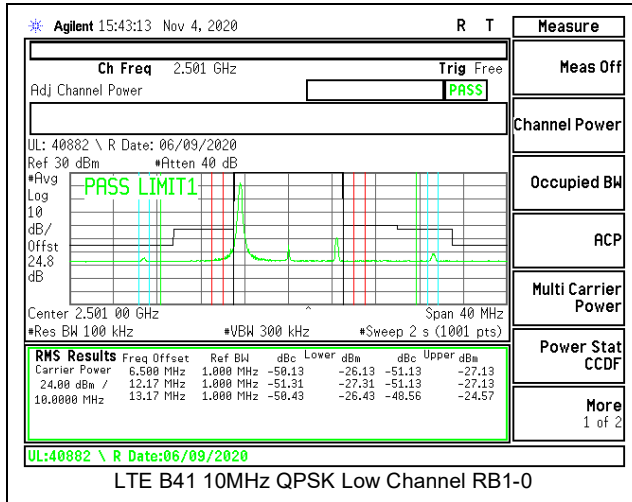 Agilent 15:43:13 Nov 4, 2020 R T
Measure
Ch Freq 2.501 GHz Trig Free
Meas Off
Adj Channel Power PASS
Channel Power
UL: 40882 \ R Date: 06/09/2020
Ref 30 dBm #Atten 40 dB
#Avg
Log
10
dB/
Offst
24.8
dB
PASS LIMIT1
Occupied BW
ACP
Center 2.501 00 GHz Span 40 MHz
#Res BW 100 kHz #VBW 300 kHz #Sweep 2 s (1001 pts)
Multi Carrier
Power
RMS Results Freq Offset Ref BW dBc Lower dBm dBc Upper dBm
Carrier Power 6.500 MHz 1.000 MHz -50.13 -26.13 -51.13 -27.13
24.00 dBm / 12.17 MHz 1.000 MHz -51.31 -27.31 -51.13 -27.13
10.0000 MHz 13.17 MHz 1.000 MHz -50.43 -26.43 -48.56 -24.57
Power Stat
CCDF
More
1 of 2
UL:40882 \ R Date:06/09/2020
LTE B41 10MHz QPSK Low Channel RB1-0